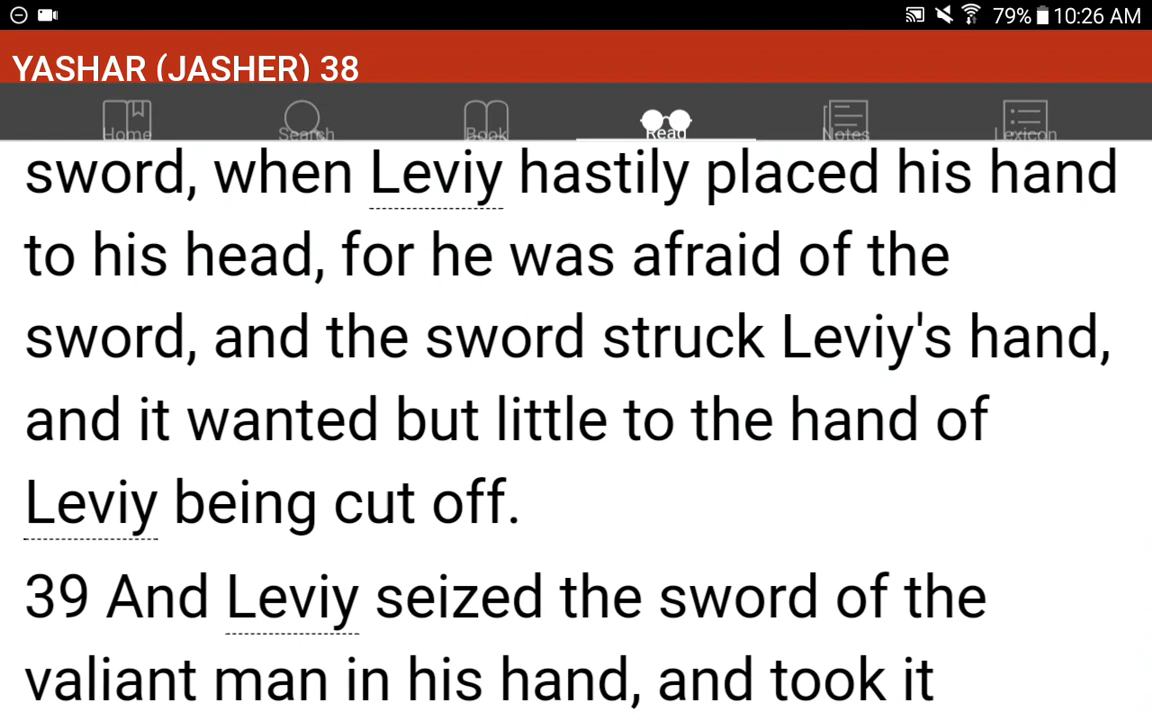 79% 10:26 AM
YASHAR (JASHER) 38
Home Search Book Read Notes Lexicon
sword, when Leviy hastily placed his hand
to his head, for he was afraid of the
sword, and the sword struck Leviy's hand,
and it wanted but little to the hand of
Leviy being cut off.
39 And Leviy seized the sword of the
valiant man in his hand, and took it